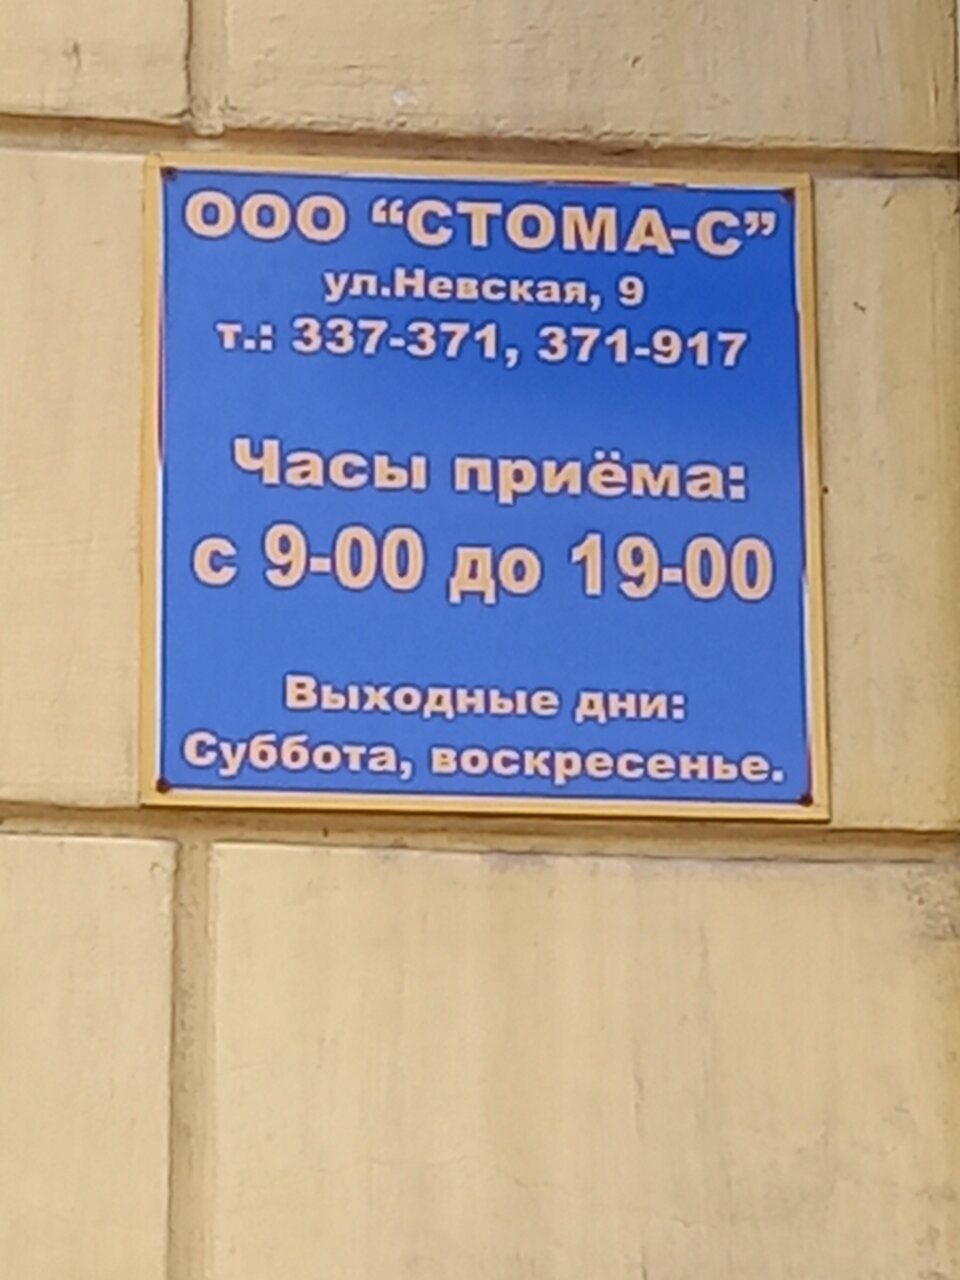 ООО “СТОМА-С”
ул.Невская, 9
т.: 337-371, 371-917
Часы приёма:
с 9-00 до 19-00
Выходные дни:
Суббота, воскресенье.